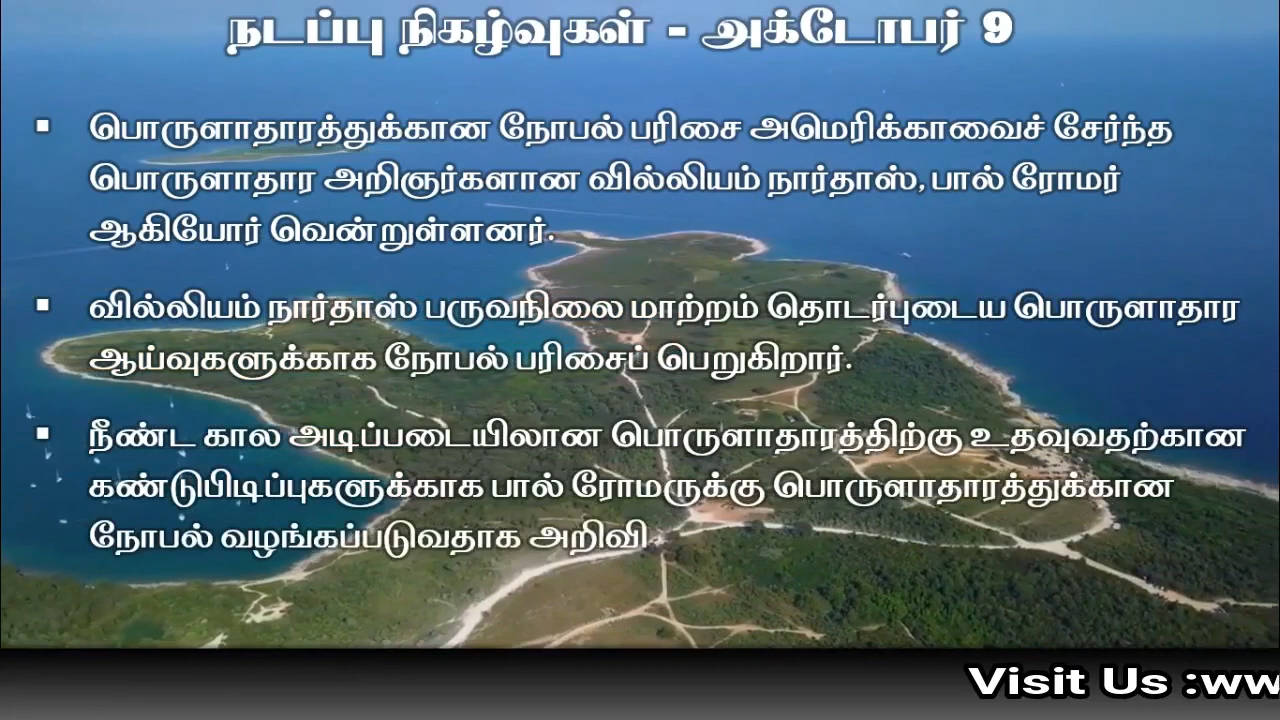 நடப்பு நிகழ்வுகள் - அக்டோபர் 9
▪ பொருளாதாரத்துக்கான நோபல் பரிசை அமெரிக்காவைச் சேர்ந்த
பொருளாதார அறிஞர்களான வில்லியம் நார்தாஸ், பால் ரோமர்
ஆகியோர் வென்றுள்ளனர்.
▪ வில்லியம் நார்தாஸ் பருவநிலை மாற்றம் தொடர்புடைய பொருளாதார
ஆய்வுகளுக்காக நோபல் பரிசைப் பெறுகிறார்.
▪ நீண்ட கால அடிப்படையிலான பொருளாதாரத்திற்கு உதவுவதற்கான
கண்டுபிடிப்புகளுக்காக பால் ரோமருக்கு பொருளாதாரத்துக்கான
நோபல் வழங்கப்படுவதாக அறிவி
Visit Us :ww